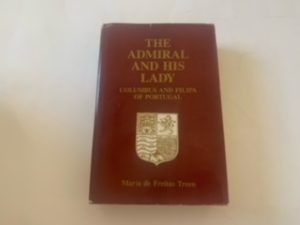 THE
ADMIRAL
AND HIS
LADY
COLUMBUS AND FILIPA
OF PORTUGAL
Maria de Freitas Treen